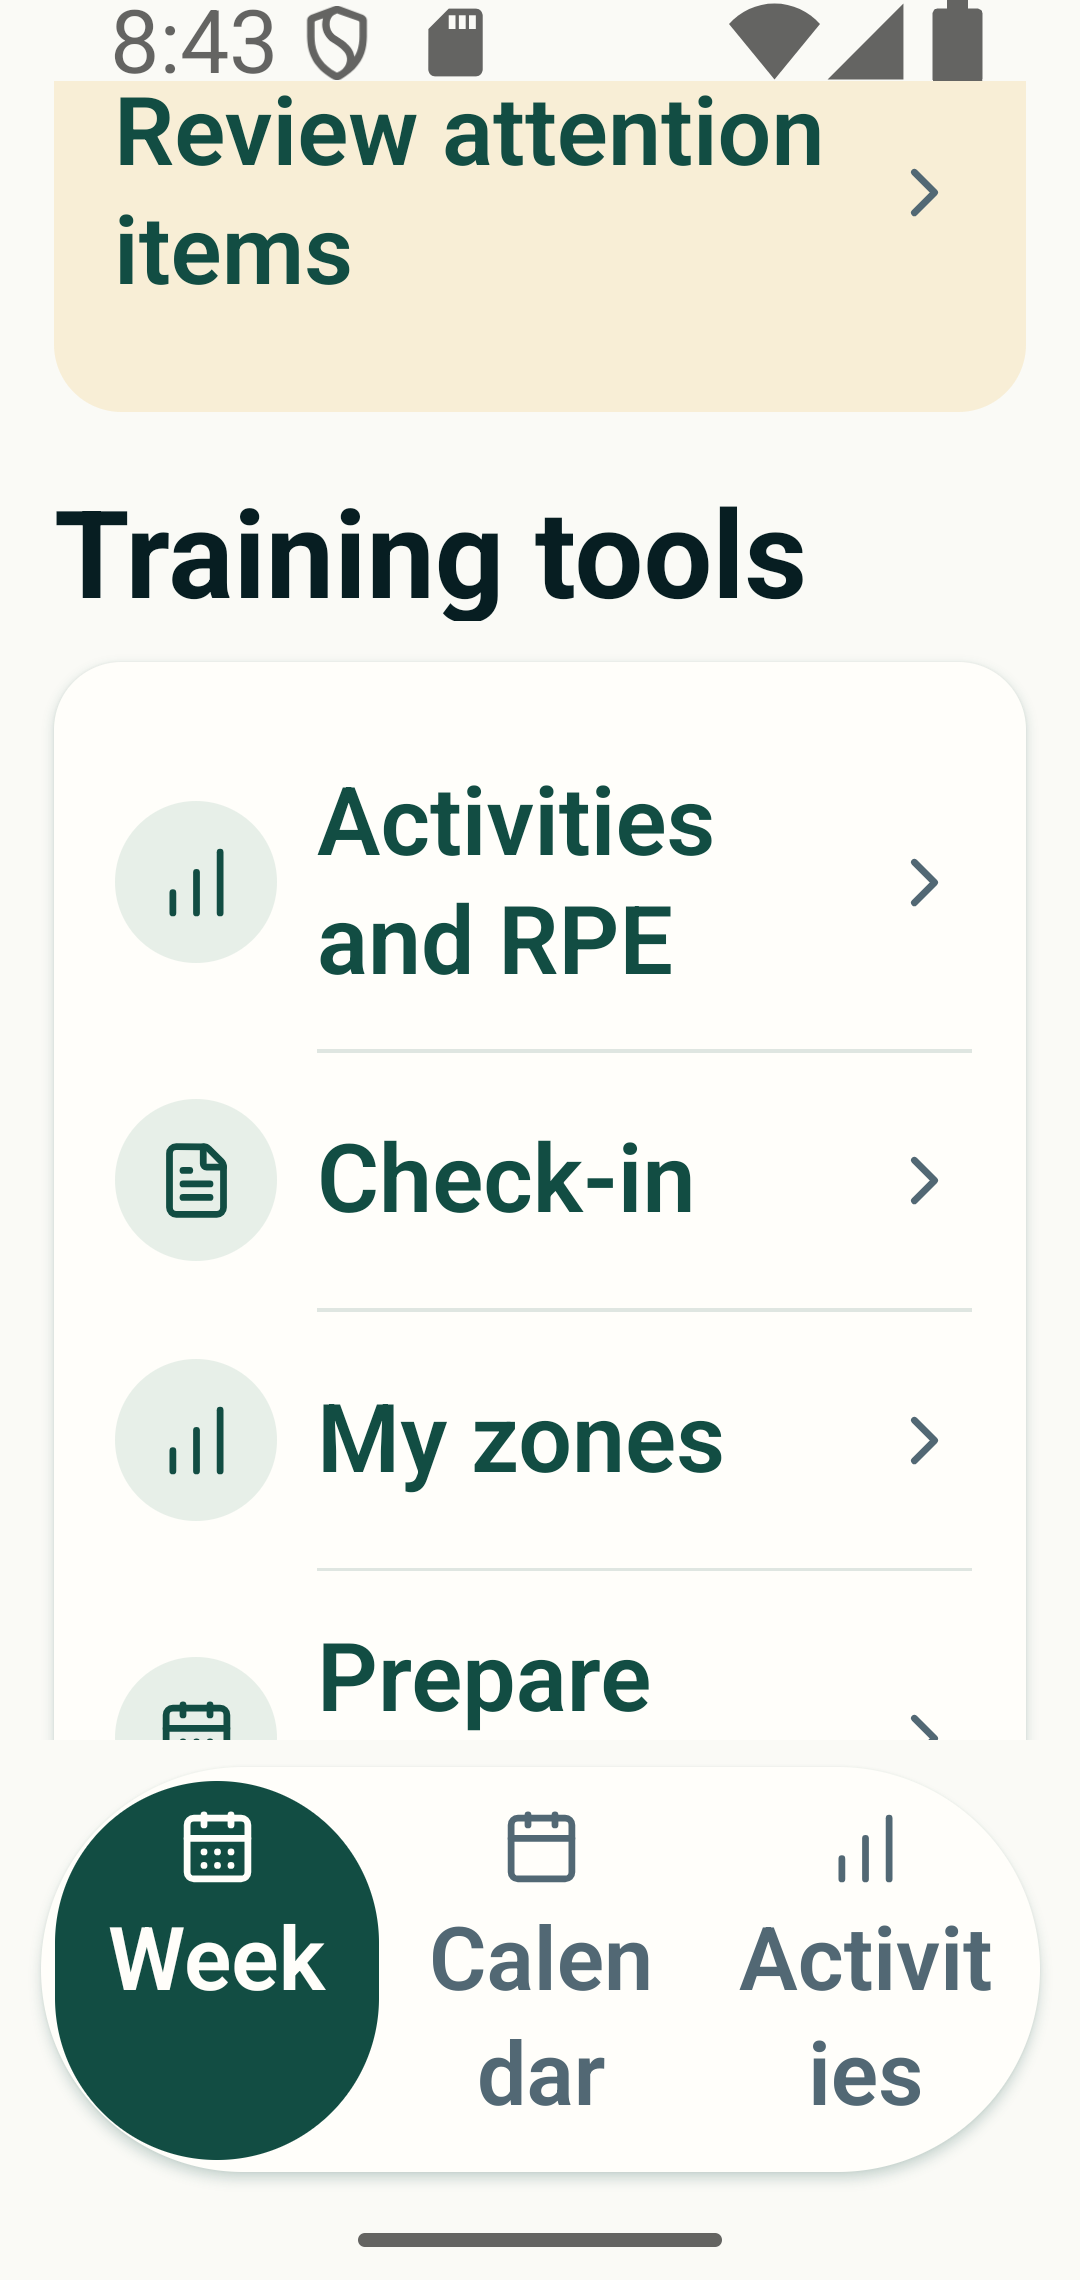 8:43
Review attention
items
Training tools
Activities
and RPE
Check-in
My zones
Prepare
Week
Calen
dar
Activit
ies